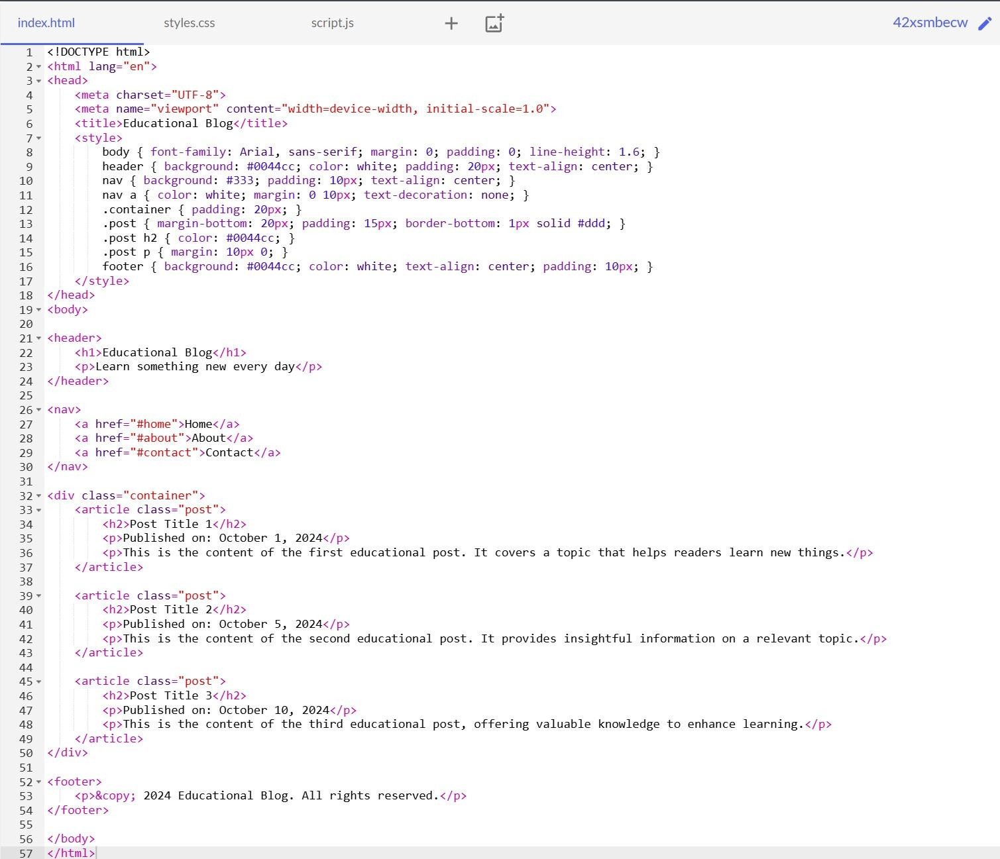 index.html styles.css script.js + 42xsmbecw
1 <!DOCTYPE html>
2 <html lang="en">
3 <head>
4     <meta charset="UTF-8">
5     <meta name="viewport" content="width=device-width, initial-scale=1.0">
6     <title>Educational Blog</title>
7     <style>
8         body { font-family: Arial, sans-serif; margin: 0; padding: 0; line-height: 1.6; }
9         header { background: #0044cc; color: white; padding: 20px; text-align: center; }
10         nav { background: #333; padding: 10px; text-align: center; }
11         nav a { color: white; margin: 0 10px; text-decoration: none; }
12         .container { padding: 20px; }
13         .post { margin-bottom: 20px; padding: 15px; border-bottom: 1px solid #ddd; }
14         .post h2 { color: #0044cc; }
15         .post p { margin: 10px 0; }
16         footer { background: #0044cc; color: white; text-align: center; padding: 10px; }
17     </style>
18 </head>
19 <body>
20
21 <header>
22     <h1>Educational Blog</h1>
23     <p>Learn something new every day</p>
24 </header>
25
26 <nav>
27     <a href="#home">Home</a>
28     <a href="#about">About</a>
29     <a href="#contact">Contact</a>
30 </nav>
31
32 <div class="container">
33     <article class="post">
34         <h2>Post Title 1</h2>
35         <p>Published on: October 1, 2024</p>
36         <p>This is the content of the first educational post. It covers a topic that helps readers learn new things.</p>
37     </article>
38
39     <article class="post">
40         <h2>Post Title 2</h2>
41         <p>Published on: October 5, 2024</p>
42         <p>This is the content of the second educational post. It provides insightful information on a relevant topic.</p>
43     </article>
44
45     <article class="post">
46         <h2>Post Title 3</h2>
47         <p>Published on: October 10, 2024</p>
48         <p>This is the content of the third educational post, offering valuable knowledge to enhance learning.</p>
49     </article>
50 </div>
51
52 <footer>
53     <p>&copy; 2024 Educational Blog. All rights reserved.</p>
54 </footer>
55
56 </body>
57 </html>